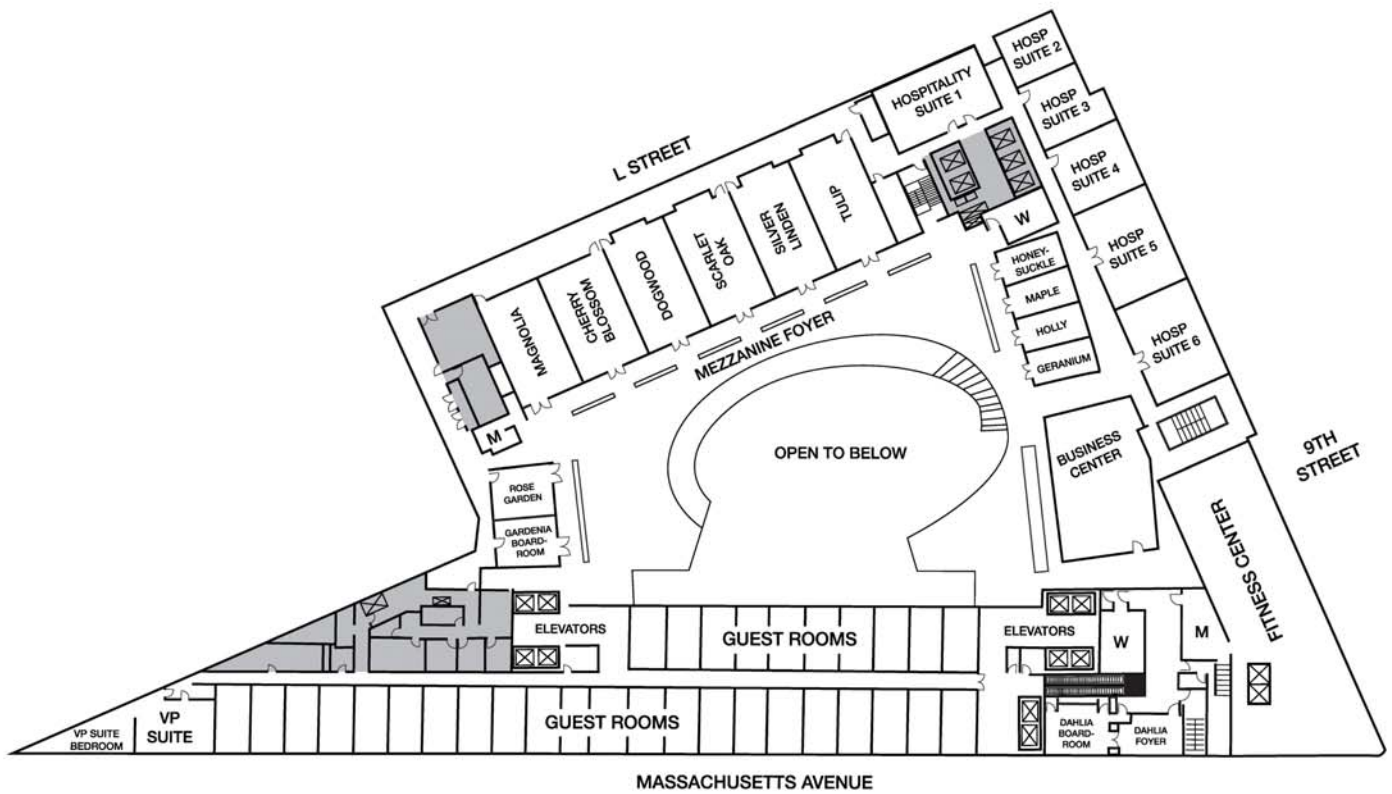 HOSP
SUITE 2
HOSPITALITY
SUITE 1
HOSP
SUITE 3
L STREET
HOSP
SUITE 4
TULIP
SILVER
LINDEN
SCARLET
OAK
DOGWOOD
CHERRY
BLOSSOM
MAGNOLIA
W
HOSP
SUITE 5
HONEY-
SUCKLE
MAPLE
HOLLY
GERANIUM
HOSP
SUITE 6
MEZZANINE FOYER
M
OPEN TO BELOW
BUSINESS
CENTER
9TH
STREET
ROSE
GARDEN
GARDENIA
BOARD-
ROOM
FITNESS CENTER
ELEVATORS
GUEST ROOMS
ELEVATORS
W
M
VP
SUITE
VP SUITE
BEDROOM
GUEST ROOMS
DAHLIA
BOARD-
ROOM
DAHLIA
FOYER
MASSACHUSETTS AVENUE